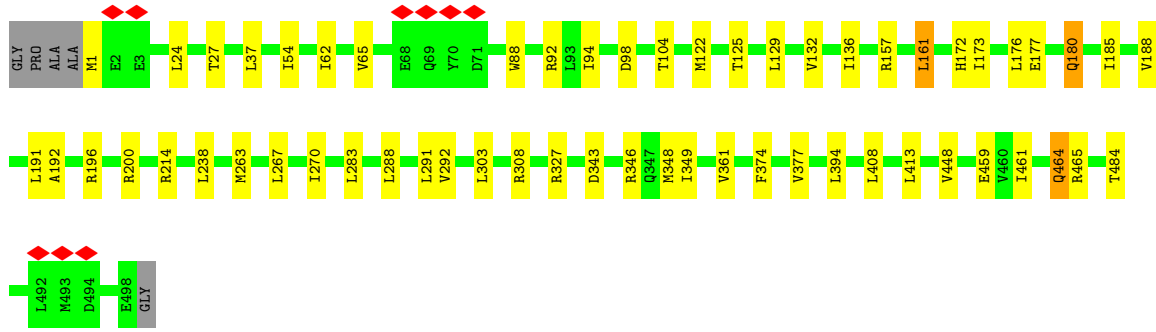 GLY PRO ALA ALA M1 E2 E3 L24 T27 L37 I54 I62 V65 E68 Q69 Y70 D71 W88 R92 L93 I94 D98 T104 M122 T125 L129 V132 I136 R157 L161 H172 I173 L176 E177 Q180 I185 V188
L191 A192 R196 R200 R214 L238 M263 L267 I270 L283 L288 L291 V292 L303 R308 R327 D343 R346 Q347 M348 I349 V361 F374 V377 L394 L408 L413 V448 E459 V460 I461 Q464 R465 T484
L492 M493 D494 E498 GLY